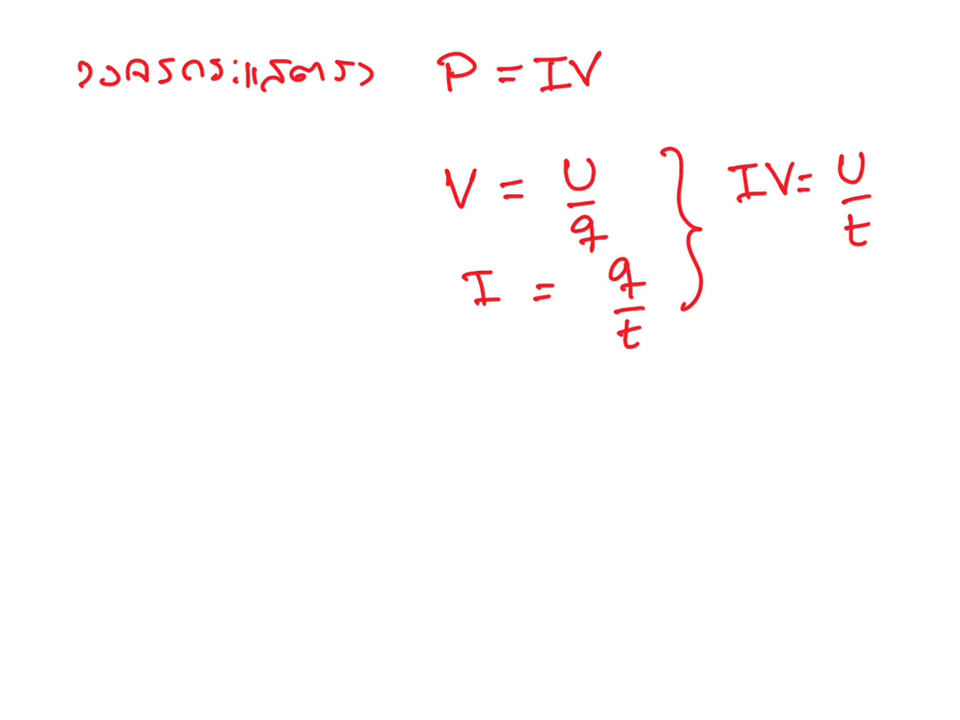 วงจรกระแสตรง P = IV
V = U/q } IV = U/t
I = q/t